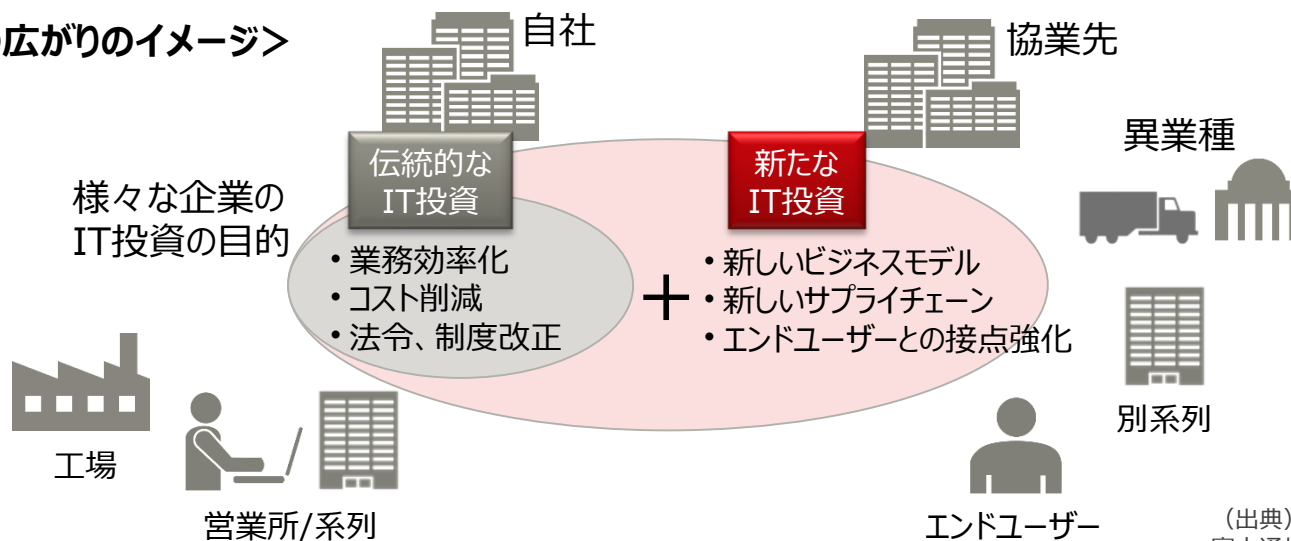 広がりのイメージ＞
自社
協業先
異業種
伝統的な
IT投資
新たな
IT投資
様々な企業の
IT投資の目的
・業務効率化
・コスト削減
・法令、制度改正
＋
・新しいビジネスモデル
・新しいサプライチェーン
・エンドユーザーとの接点強化
工場
営業所/系列
別系列
エンドユーザー
（出典）